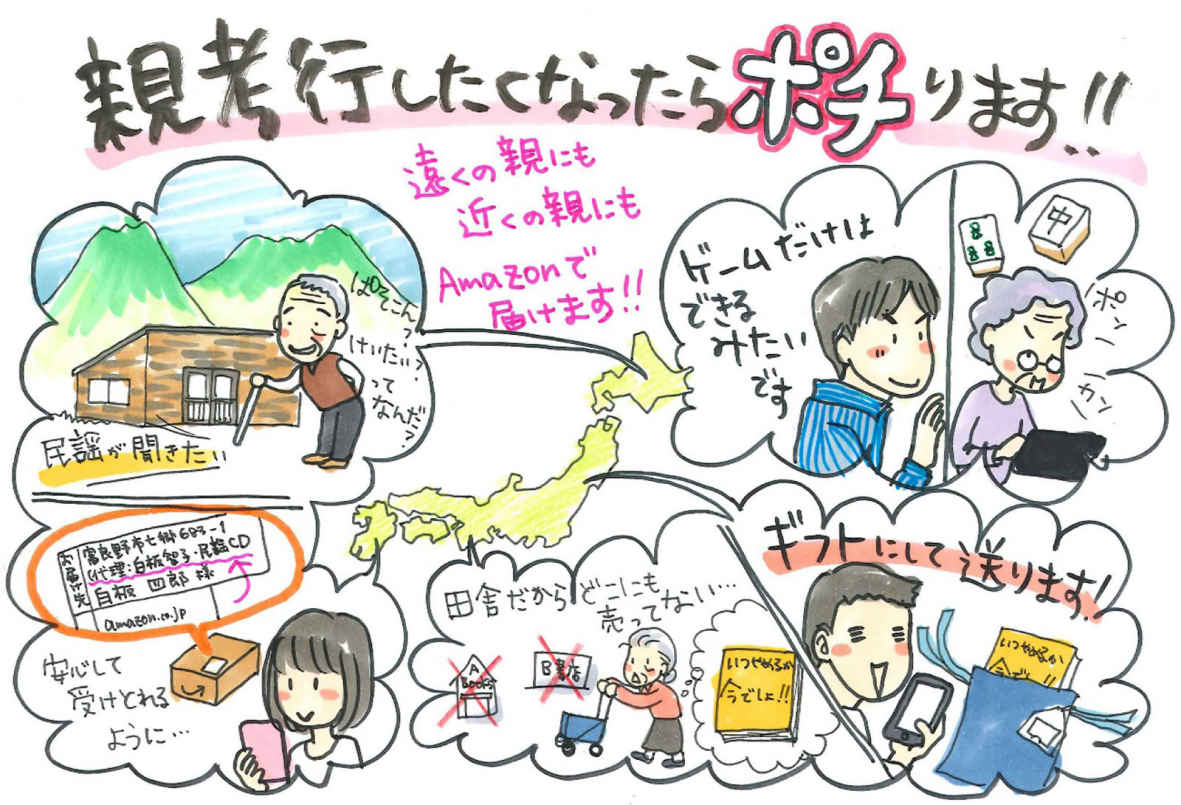 親孝行したくなったらポチります!!
遠くの親にも
近くの親にも
Amazonで
届けます!!
ぱそこん?
けいたい?
って
なんだ?
民謡が聞きたい
ゲームだけは
できる
みたい
です
中
ポン
カン
お届け先
富良野市七郷683-1
(代理:白板智子・民謡CD
白板 四郎 様
amazon.co.jp
安心して
受けとれる
ように…
田舎だからどこにも
売ってない…
A
BOOKS
B書店
いつやめるか
今でしょ!!
ギフトにして送ります!
いつやめるか
今でしょ!!